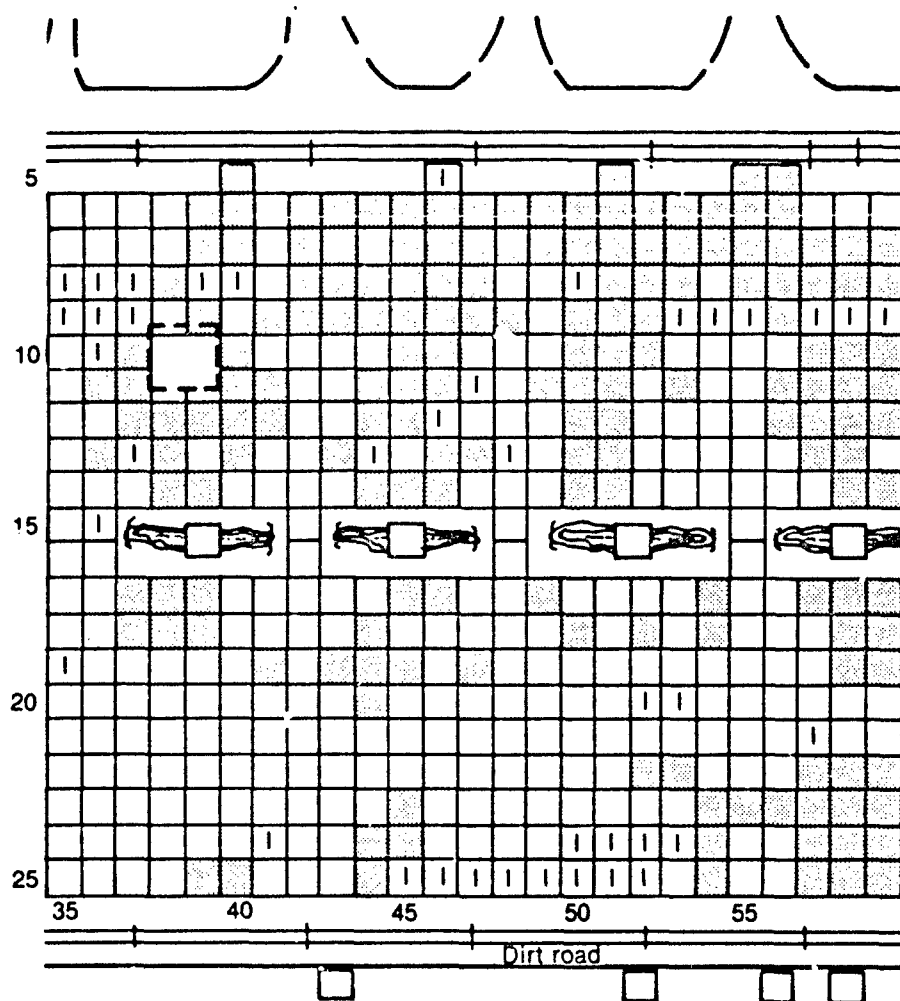 5
I
I I I I I I
I I I I I I I I I
10 I
I
I
I I I
15 I
I
20 I I
I
I I I I I
25 I I I I I I I I
35 40 45 50 55
Dirt road